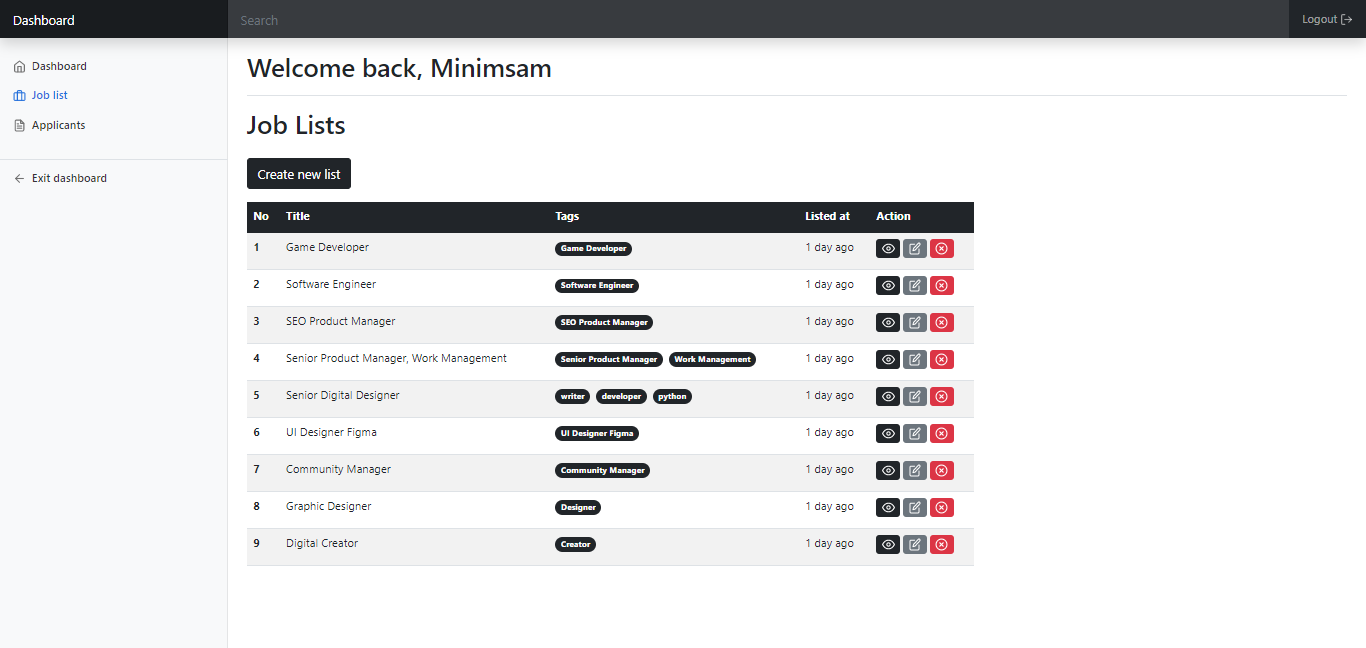 Dashboard Search Logout
Dashboard
Job list
Applicants
Exit dashboard
Welcome back, Minimsam
Job Lists
Create new list
No Title Tags Listed at Action
1 Game Developer Game Developer 1 day ago
2 Software Engineer Software Engineer 1 day ago
3 SEO Product Manager SEO Product Manager 1 day ago
4 Senior Product Manager, Work Management Senior Product Manager Work Management 1 day ago
5 Senior Digital Designer writer developer python 1 day ago
6 UI Designer Figma UI Designer Figma 1 day ago
7 Community Manager Community Manager 1 day ago
8 Graphic Designer Designer 1 day ago
9 Digital Creator Creator 1 day ago